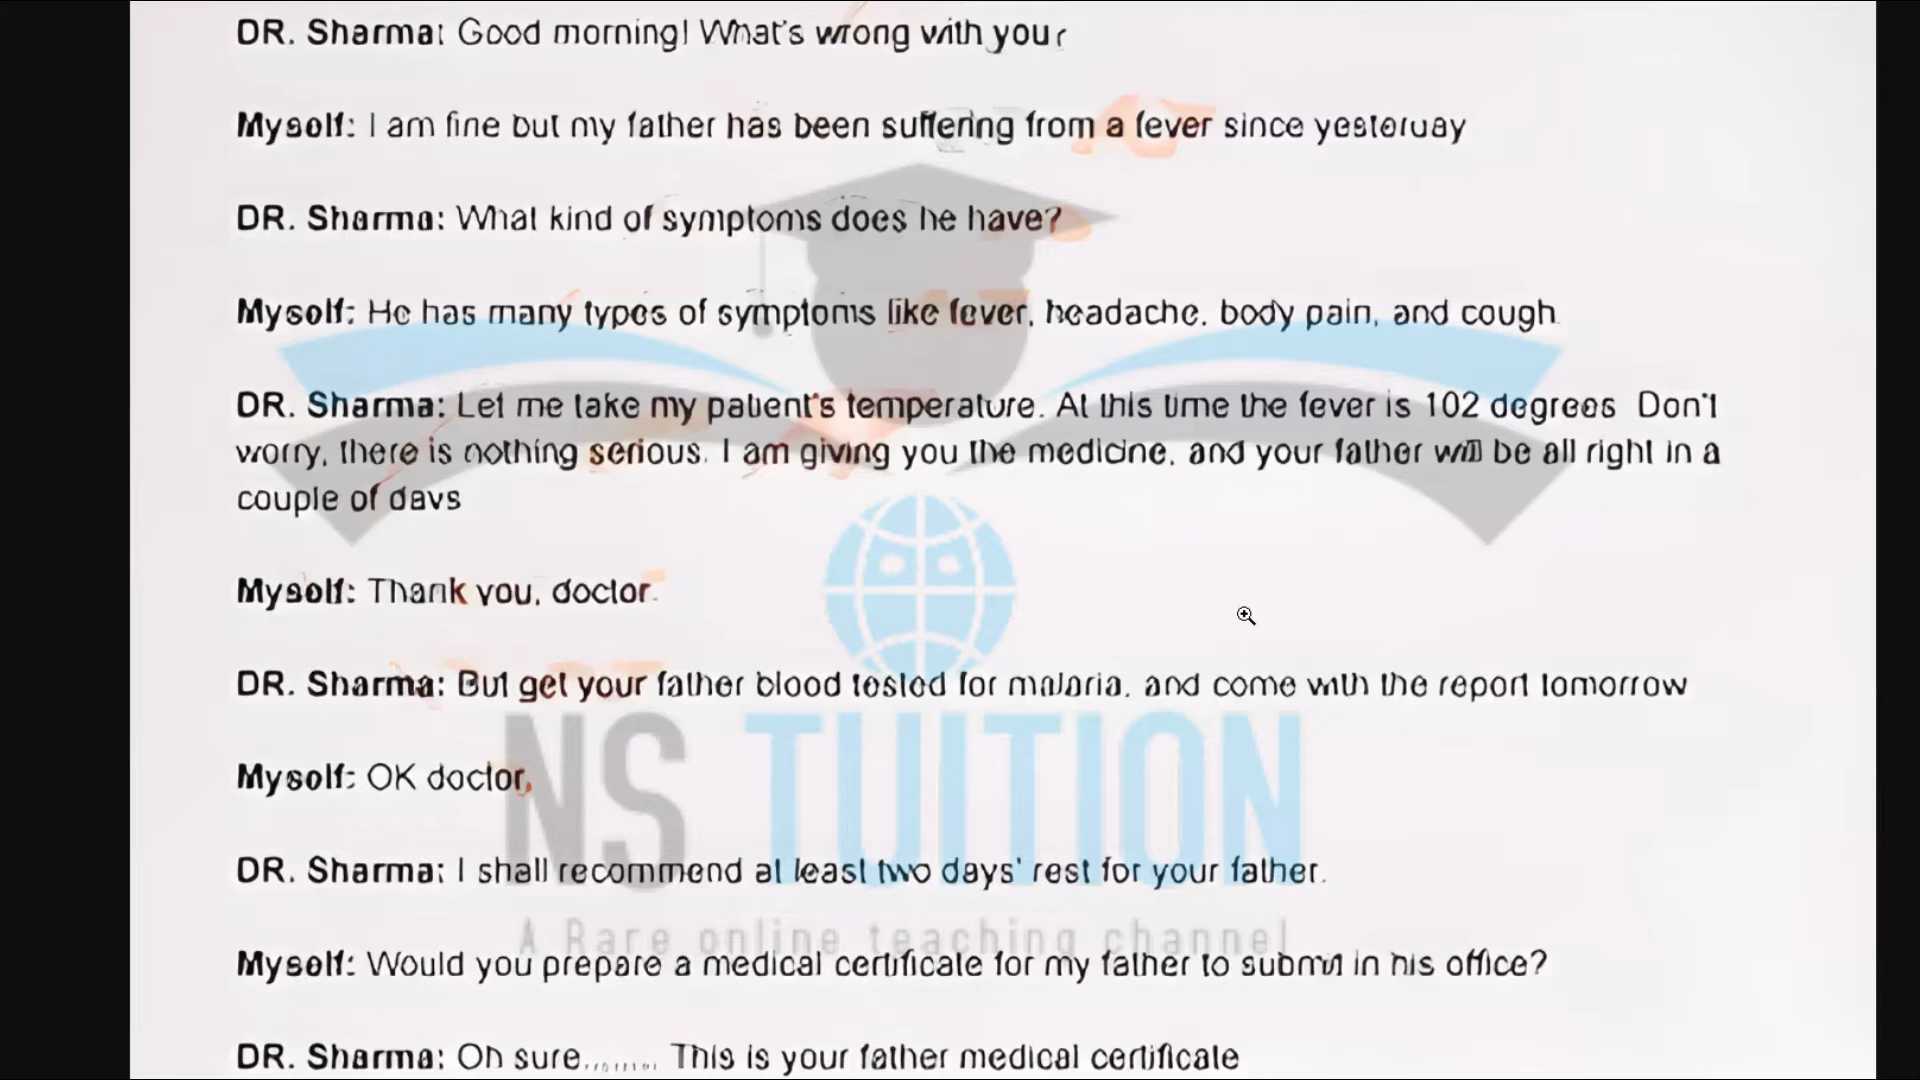 DR. Sharma: Good morning! What's wrong with you
Myself: I am fine but my father has been suffering from a fever since yesterday
DR. Sharma: What kind of symptoms does he have?
Myself: He has many types of symptoms like fever, headache, body pain, and cough.
DR. Sharma: Let me take my patient's temperature. At this time the fever is 102 degrees Don't
worry, there is nothing serious. I am giving you the medicine, and your father will be all right in a
couple of days
Myself: Thank you, doctor.
DR. Sharma: But get your father blood tested for malaria, and come with the report tomorrow
NS TUITION
Myself: OK doctor,
DR. Sharma: I shall recommend at least two days' rest for your father.
A Rare online teaching channel
Myself: Would you prepare a medical certificate for my father to submit in his office?
DR. Sharma: Oh sure........ This is your father medical certificate